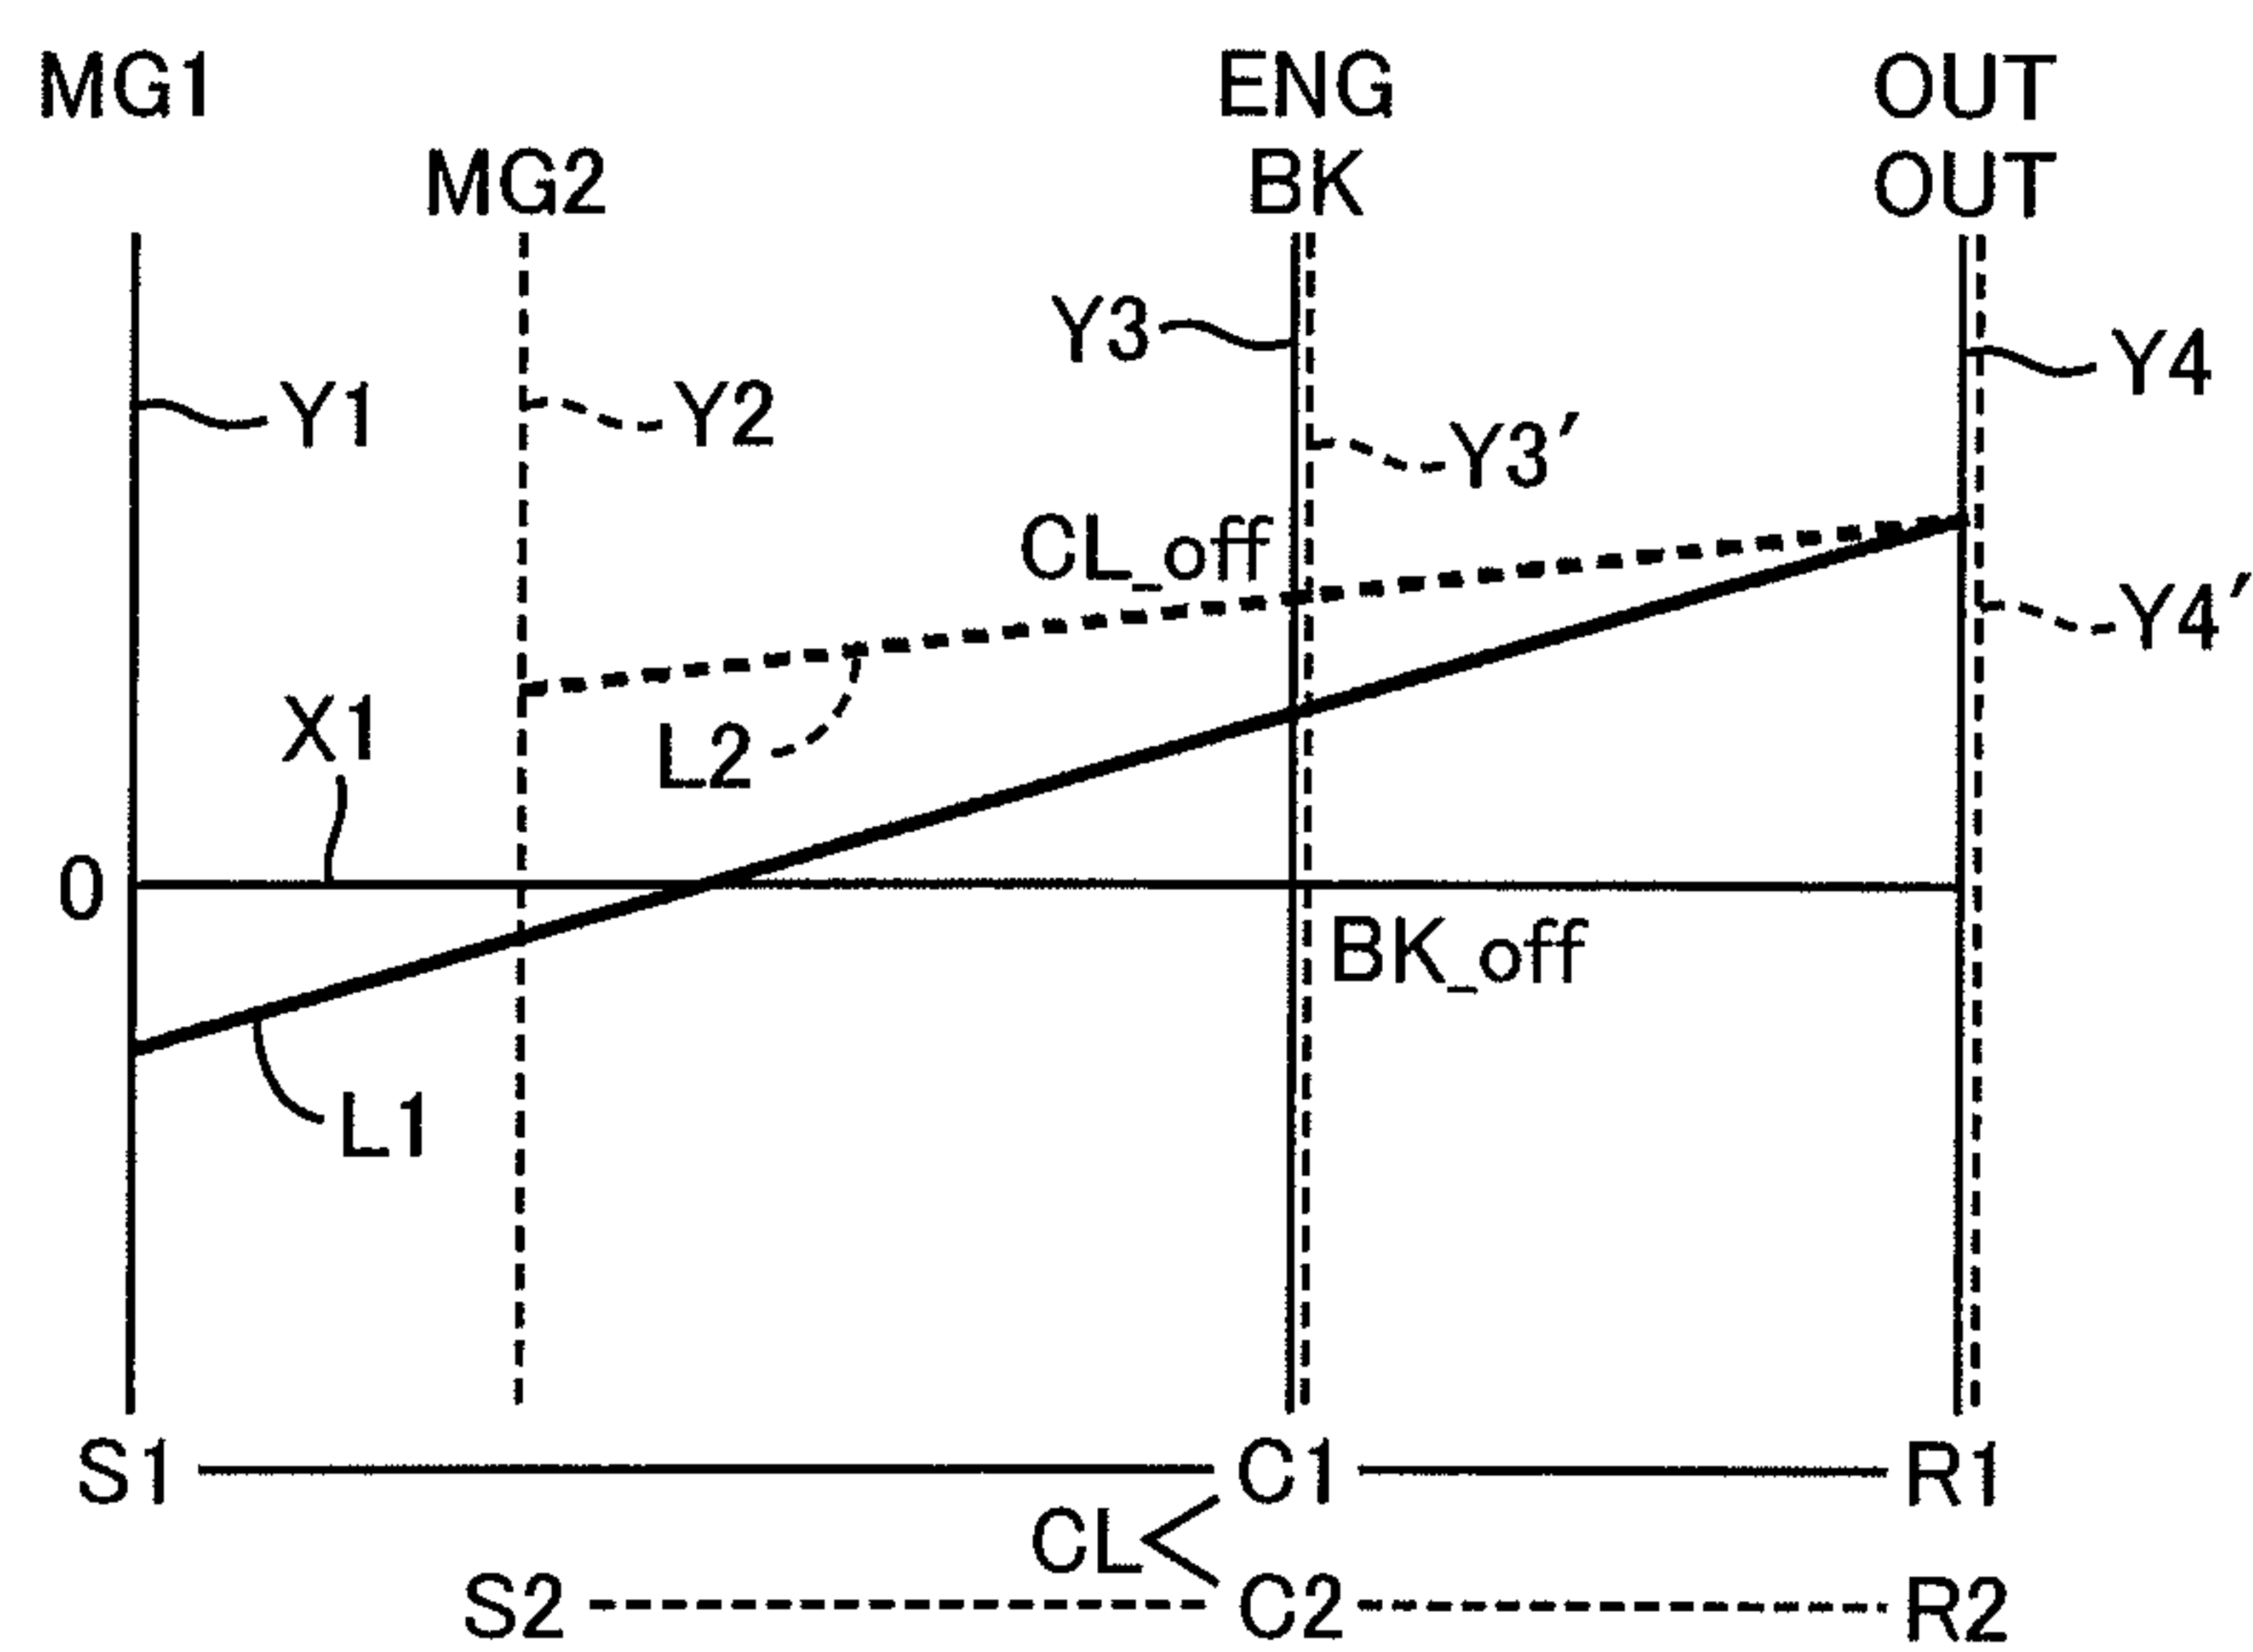 MG1 ENG OUT
MG2 BK OUT
Y3
Y4
Y1 Y2
Y3′
CL_off
Y4′
X1
L2
0
BK_off
L1
S1 C1 R1
CL
S2 C2 R2